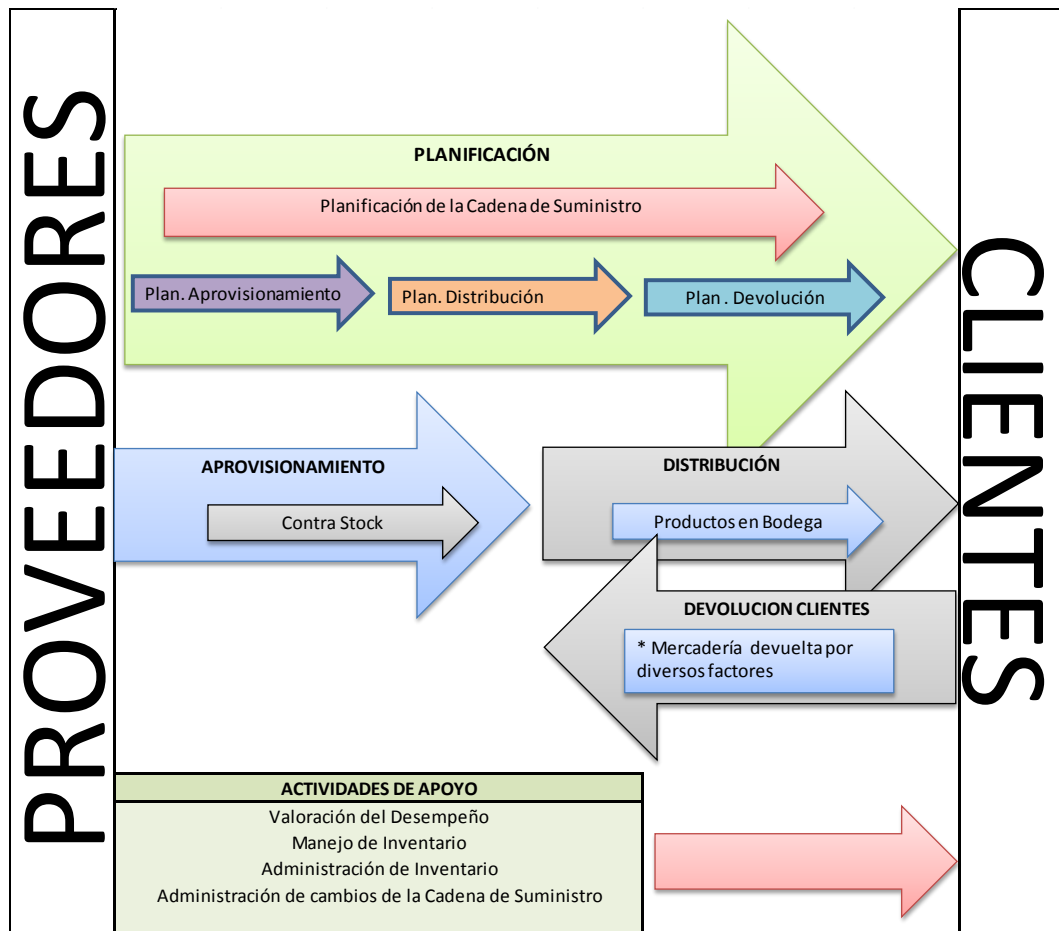 PROVEEDORES
PLANIFICACIÓN
Planificación de la Cadena de Suministro
Plan. Aprovisionamiento
Plan. Distribución
Plan . Devolución
APROVISIONAMIENTO
Contra Stock
DISTRIBUCIÓN
Productos en Bodega
DEVOLUCION CLIENTES
* Mercadería devuelta por
diversos factores
ACTIVIDADES DE APOYO
Valoración del Desempeño
Manejo de Inventario
Administración de Inventario
Administración de cambios de la Cadena de Suministro
CLIENTES